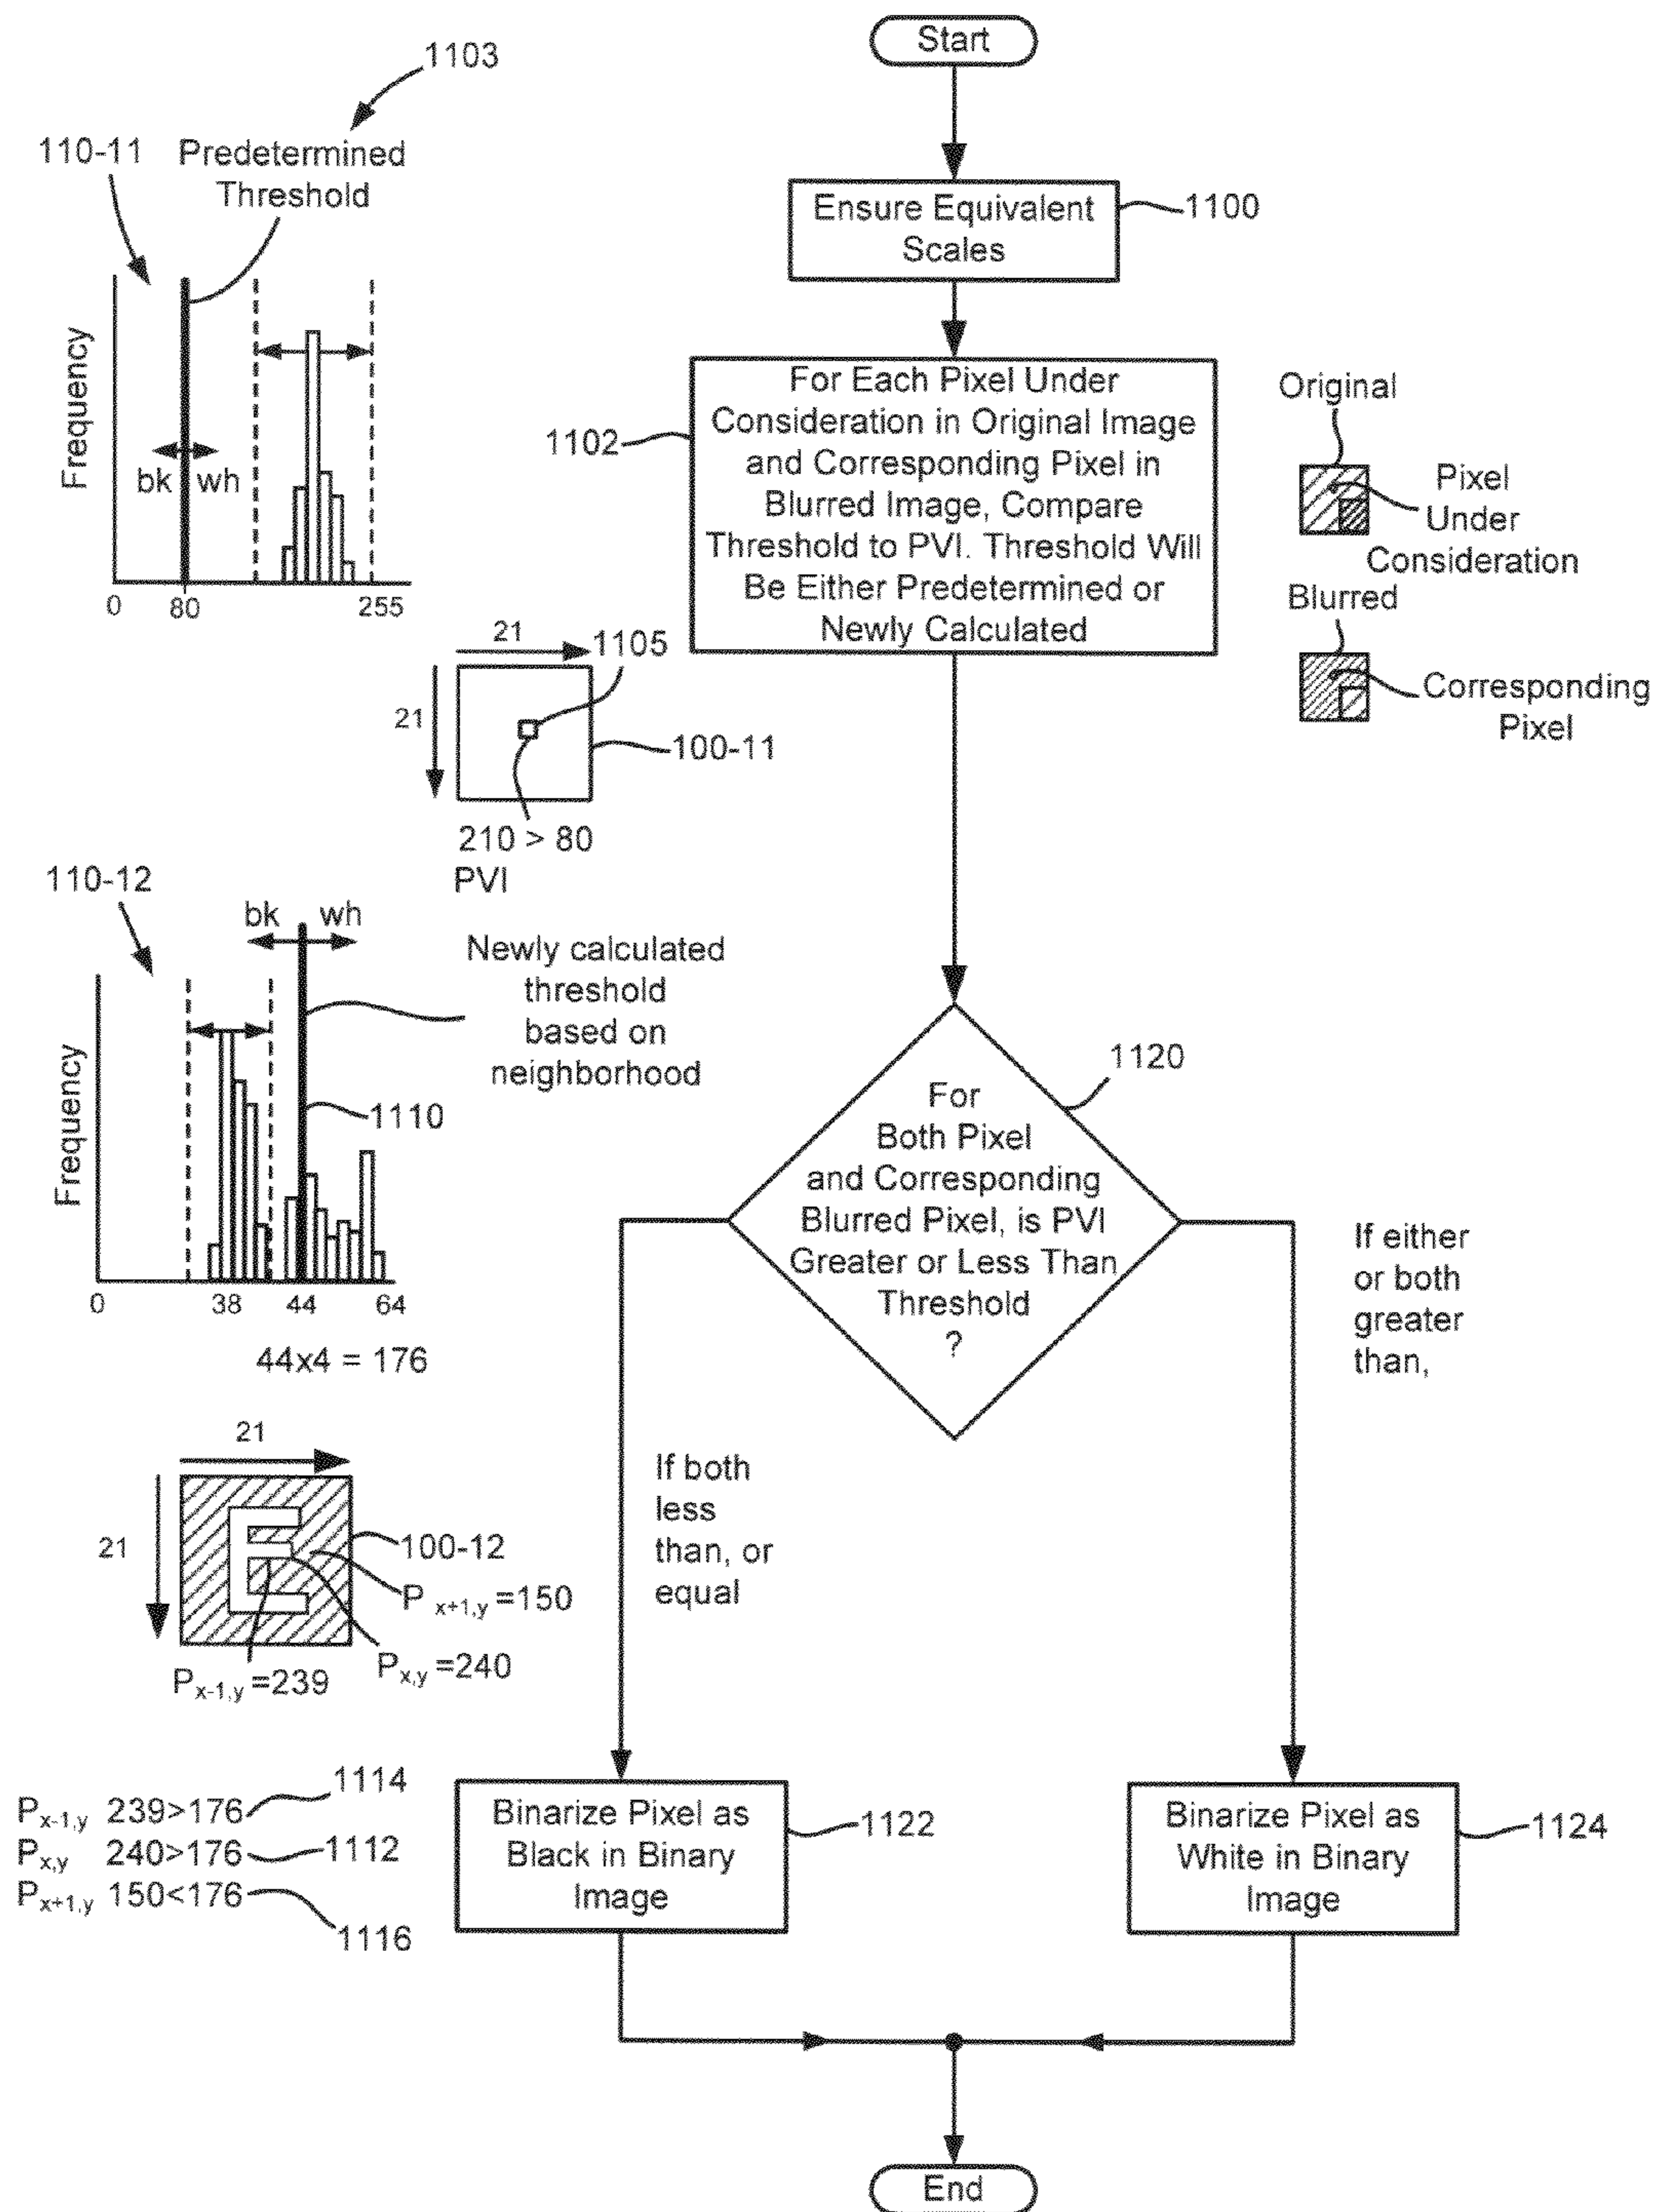 Start
1103
110-11
Predetermined
Threshold
Ensure Equivalent
Scales
1100
Frequency
bk
wh
0
80
255
1102
For Each Pixel Under
Consideration in Original Image
and Corresponding Pixel in
Blurred Image, Compare
Threshold to PVI. Threshold Will
Be Either Predetermined or
Newly Calculated
Original
Pixel
Under
Consideration
Blurred
Corresponding
Pixel
21
1105
21
100-11
210 > 80
PVI
110-12
bk
wh
Newly calculated
threshold
based on
neighborhood
Frequency
1110
0
38
44
64
44x4 = 176
1120
For
Both Pixel
and Corresponding
Blurred Pixel, is PVI
Greater or Less Than
Threshold
?
If either
or both
greater
than,
If both
less
than, or
equal
21
21
100-12
P x+1,y =150
P x,y =240
P x-1,y =239
1114
P x-1,y 239>176
P x,y 240>176
1112
P x+1,y 150<176
1116
Binarize Pixel as
Black in Binary
Image
1122
Binarize Pixel as
White in Binary
Image
1124
End